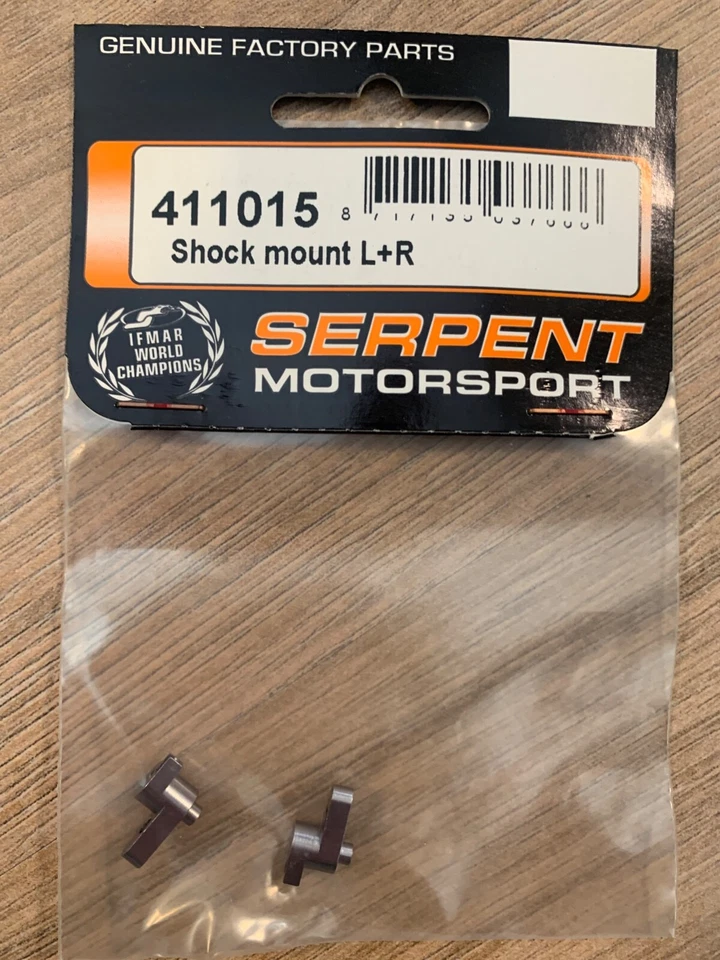 GENUINE FACTORY PARTS
411015
Shock mount L+R
IFMAR
WORLD
CHAMPIONS
SERPENT
MOTORSPORT